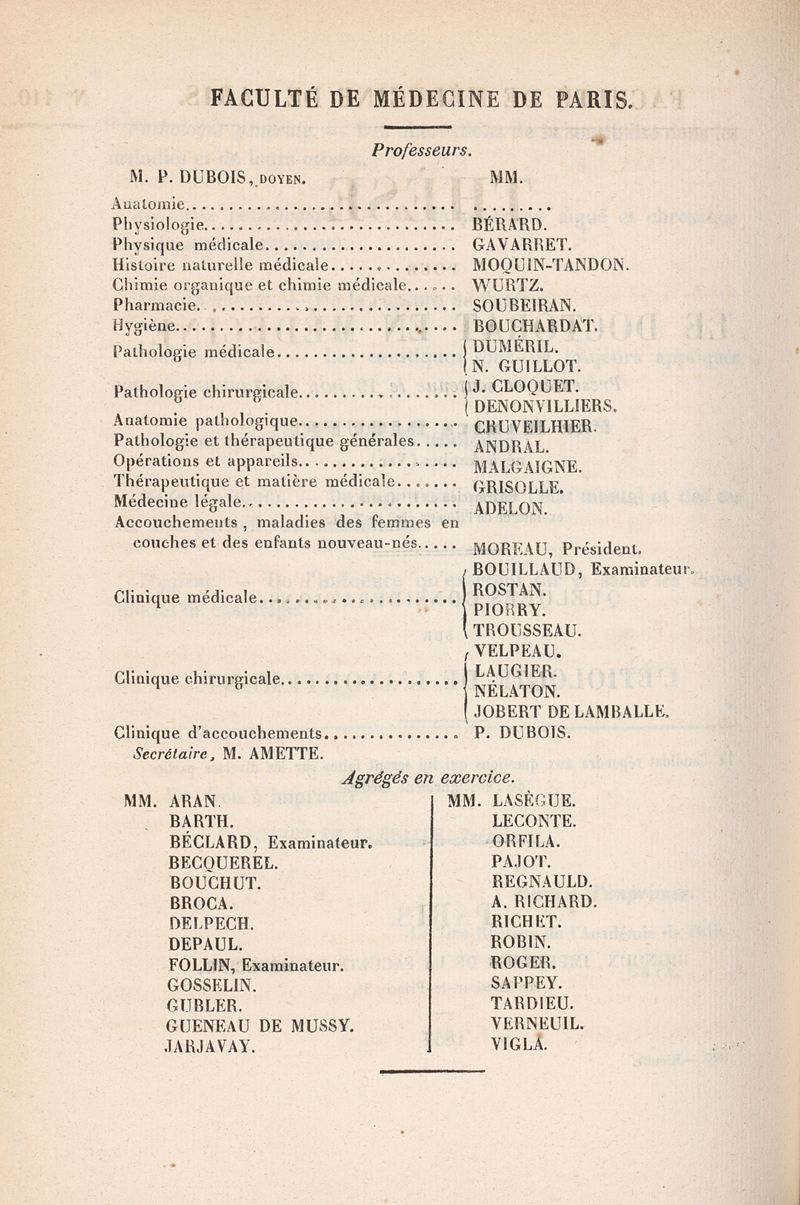 FACULTÉ DE MÉDECINE DE PARIS.
Professeurs.
M. P. DUBOIS, DOYEN. MM.
Anatomie.............................. .........
Physiologie............................ BÉRARD.
Physique médicale...................... GAVARRET.
Histoire naturelle médicale.............. MOQUIN-TANDON.
Chimie organique et chimie médicale...... WURTZ.
Pharmacie............................. SOUBEIRAN.
Hygiène............................... BOUCHARDAT.
Pathologie médicale..................... { DUMÉRIL.
N. GUILLOT.
Pathologie chirurgicale.................. { J. CLOQUET.
DENONVILLIERS.
Anatomie pathologique.................. CRUVEILHIER.
Pathologie et thérapeutique générales..... ANDRAL.
Opérations et appareils.................. MALGAIGNE.
Thérapeutique et matière médicale....... GRISOLLE.
Médecine légale........................ ADELON.
Accouchements, maladies des femmes en
couches et des enfants nouveau-nés..... MOREAU, Président.
Clinique médicale...................... { BOUILLAUD, Examinateur.
ROSTAN.
PIORRY.
TROUSSEAU.
Clinique chirurgicale.................... { VELPEAU.
LAUGIER.
NÉLATON.
JOBERT DE LAMBALLE.
Clinique d'accouchements............... P. DUBOIS.
Secrétaire, M. AMETTE.
Agrégés en exercice.
MM. ARAN.
BARTH.
BÉCLARD, Examinateur.
BECQUEREL.
BOUCHUT.
BROCA.
DELPECH.
DEPAUL.
FOLLIN, Examinateur.
GOSSELIN.
GUBLER.
GUENEAU DE MUSSY.
JARJAVAY.
MM. LASÈGUE.
LECONTE.
ORFILA.
PAJOT.
REGNAULD.
A. RICHARD.
RICHET.
ROBIN.
ROGER.
SAPPEY.
TARDIEU.
VERNEUIL.
VIGLA.